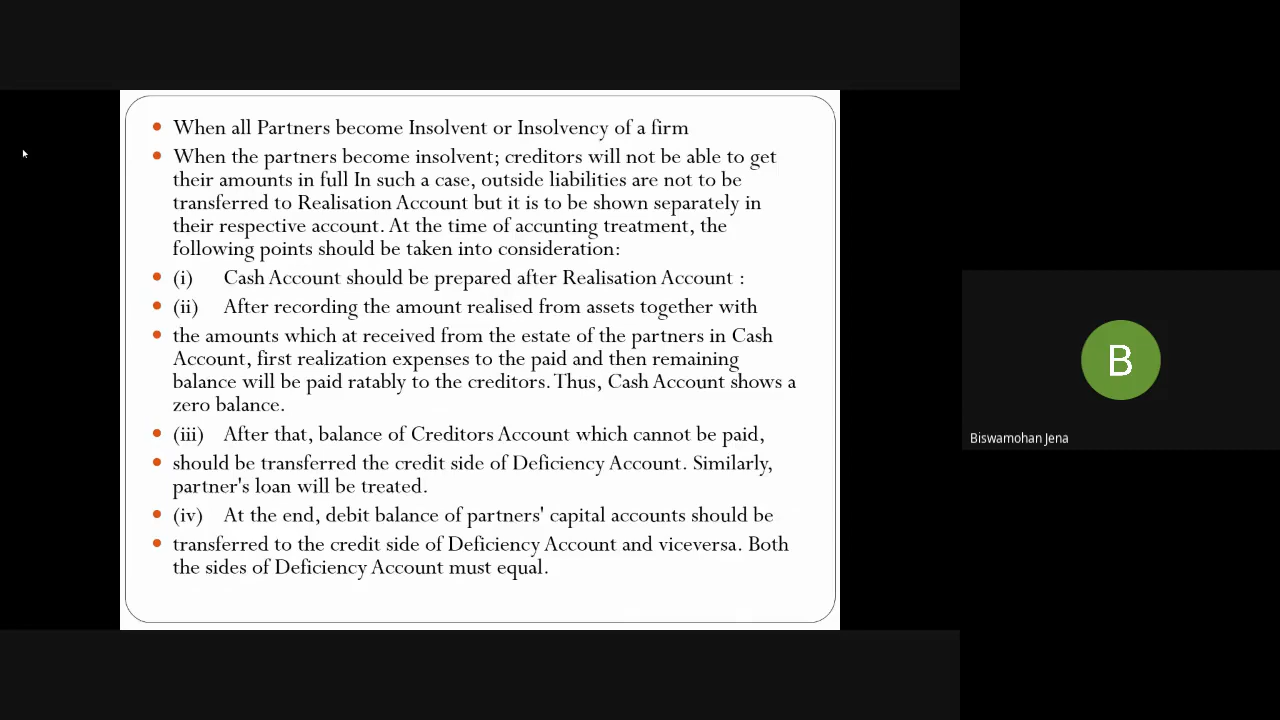 When all Partners become Insolvent or Insolvency of a firm
When the partners become insolvent; creditors will not be able to get
their amounts in full In such a case, outside liabilities are not to be
transferred to Realisation Account but it is to be shown separately in
their respective account. At the time of accunting treatment, the
following points should be taken into consideration:
(i) Cash Account should be prepared after Realisation Account :
(ii) After recording the amount realised from assets together with
the amounts which at received from the estate of the partners in Cash
Account, first realization expenses to the paid and then remaining
balance will be paid ratably to the creditors. Thus, Cash Account shows a
zero balance.
(iii) After that, balance of Creditors Account which cannot be paid,
should be transferred the credit side of Deficiency Account. Similarly,
partner's loan will be treated.
(iv) At the end, debit balance of partners' capital accounts should be
transferred to the credit side of Deficiency Account and viceversa. Both
the sides of Deficiency Account must equal.
B
Biswamohan Jena